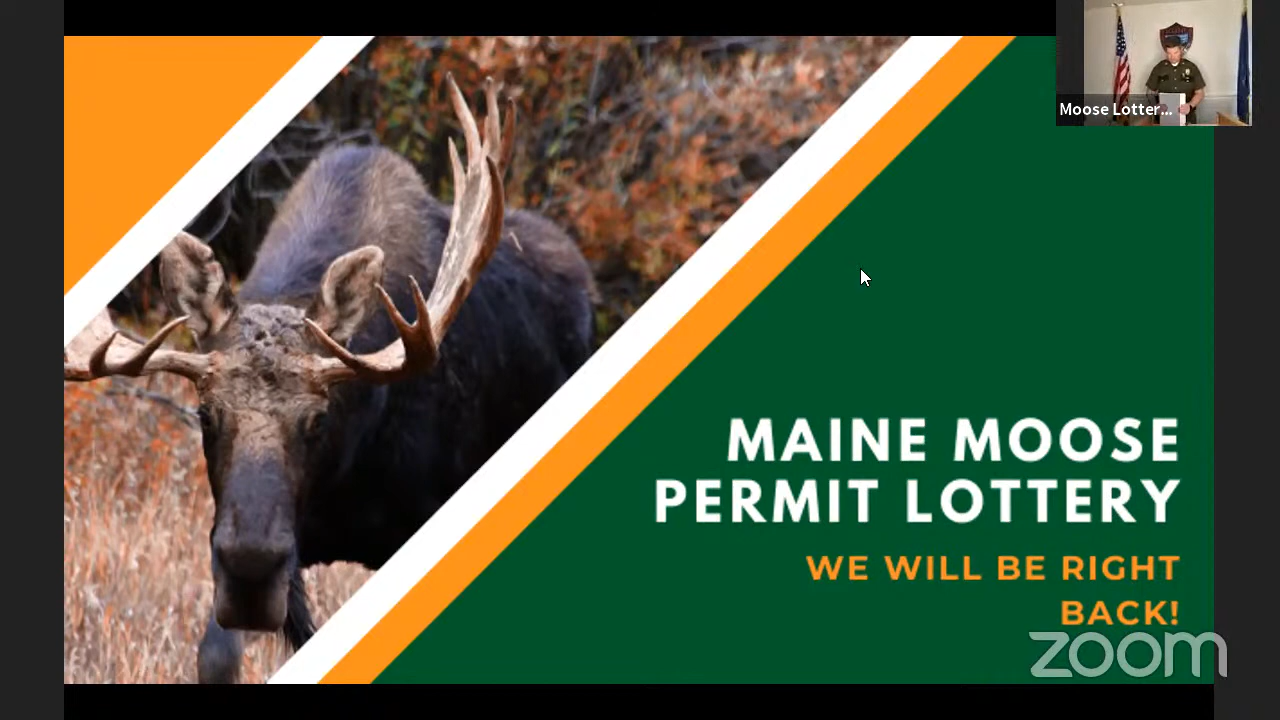 Moose Lotter...
MAINE MOOSE
PERMIT LOTTERY
WE WILL BE RIGHT
BACK!
zoom